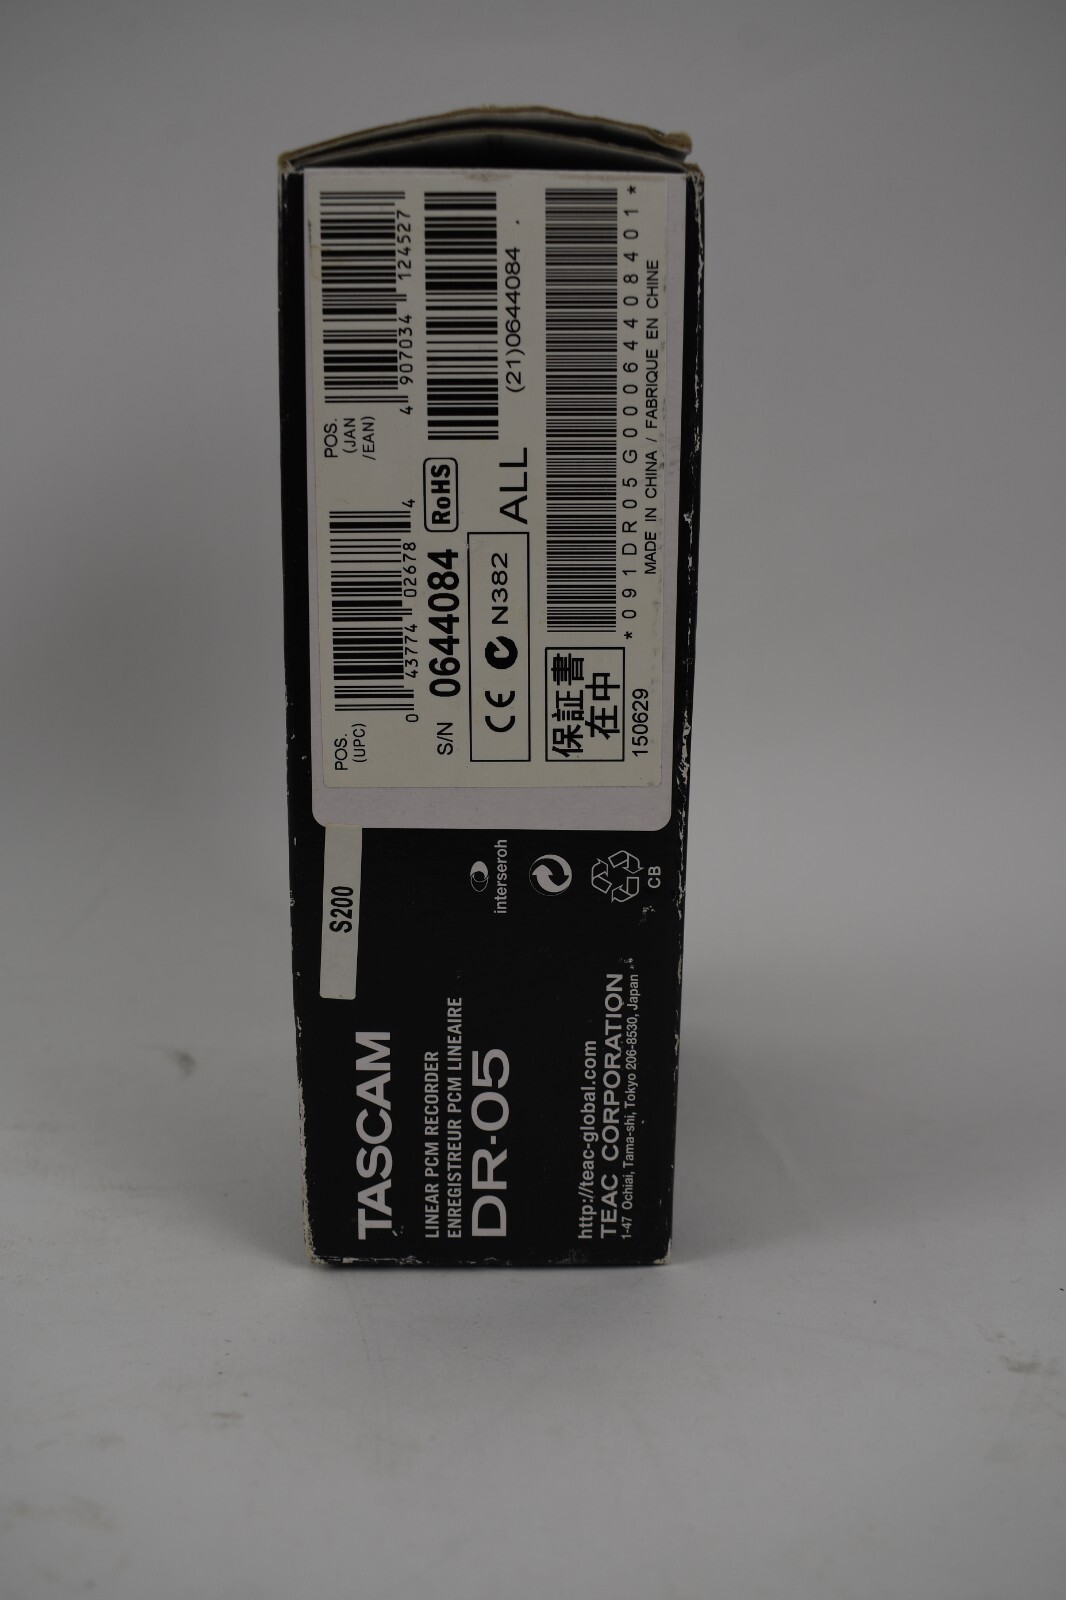 POS.
(UPC)
0 43774 02678 4
POS.
(JAN
/EAN)
4 907034 124527
S/N 0644084 RoHS
(21)0644084
CE N382
ALL
保証書
在中
*091DR05G00064408401*
150629
MADE IN CHINA / FABRIQUE EN CHINE
S200
interseroh
CB
TASCAM
LINEAR PCM RECORDER
ENREGISTREUR PCM LINEAIRE
DR-05
http://teac-global.com
TEAC CORPORATION
1-47 Ochiai, Tama-shi, Tokyo 206-8530, Japan